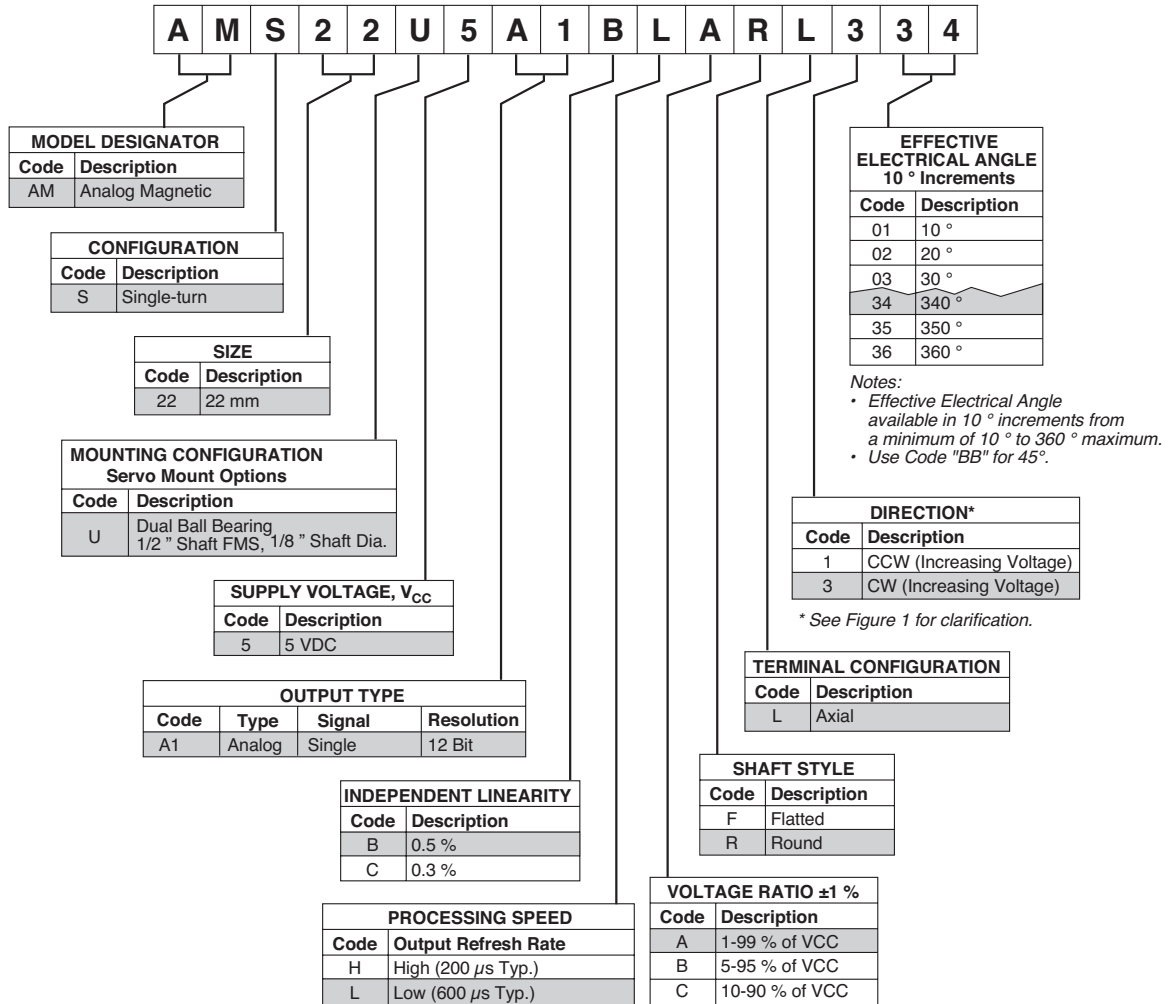 A M S 2 2 U 5 A 1 B L A R L 3 3 4
MODEL DESIGNATOR
Code Description
AM Analog Magnetic
CONFIGURATION
Code Description
S Single-turn
SIZE
Code Description
22 22 mm
MOUNTING CONFIGURATION
Servo Mount Options
Code Description
U Dual Ball Bearing
1/2 ” Shaft FMS, 1/8 ” Shaft Dia.
SUPPLY VOLTAGE, VCC
Code Description
5 5 VDC
OUTPUT TYPE
Code Type Signal Resolution
A1 Analog Single 12 Bit
INDEPENDENT LINEARITY
Code Description
B 0.5 %
C 0.3 %
PROCESSING SPEED
Code Output Refresh Rate
H High (200 µs Typ.)
L Low (600 µs Typ.)
VOLTAGE RATIO ±1 %
Code Description
A 1-99 % of VCC
B 5-95 % of VCC
C 10-90 % of VCC
SHAFT STYLE
Code Description
F Flatted
R Round
TERMINAL CONFIGURATION
Code Description
L Axial
DIRECTION*
Code Description
1 CCW (Increasing Voltage)
3 CW (Increasing Voltage)
* See Figure 1 for clarification.
EFFECTIVE
ELECTRICAL ANGLE
10 ° Increments
Code Description
01 10 °
02 20 °
03 30 °
34 340 °
35 350 °
36 360 °
Notes:
• Effective Electrical Angle
available in 10 ° increments from
a minimum of 10 ° to 360 ° maximum.
• Use Code "BB" for 45°.